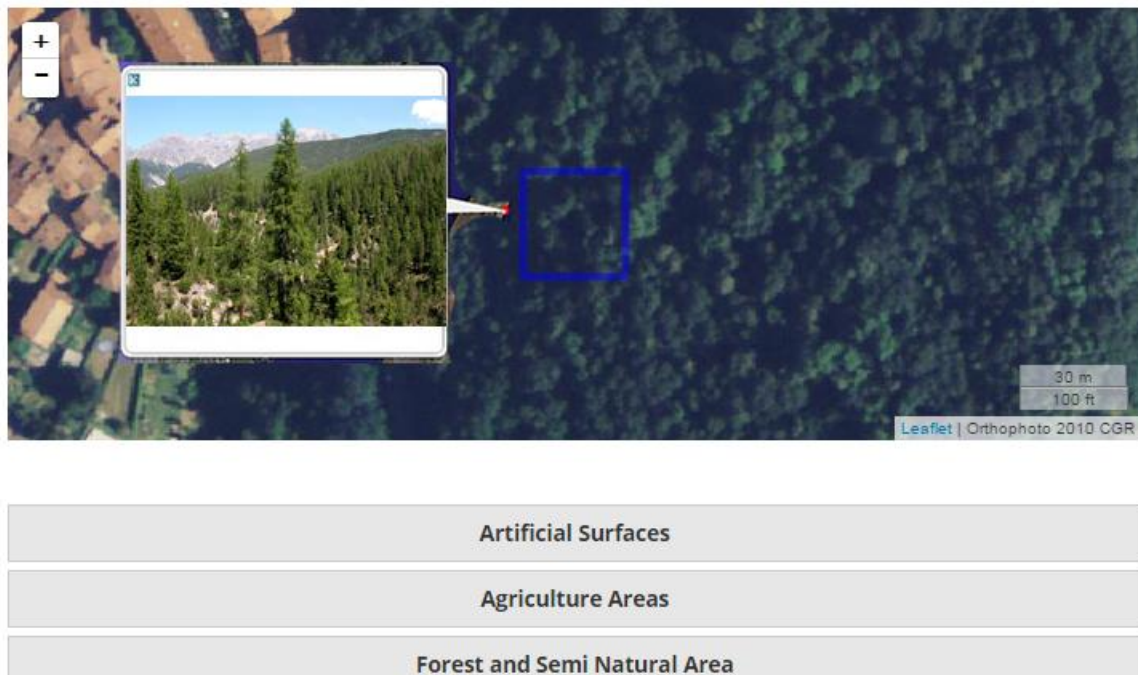 +
-
30 m
100 ft
Leaflet | Orthophoto 2010 CGR
Artificial Surfaces
Agriculture Areas
Forest and Semi Natural Area